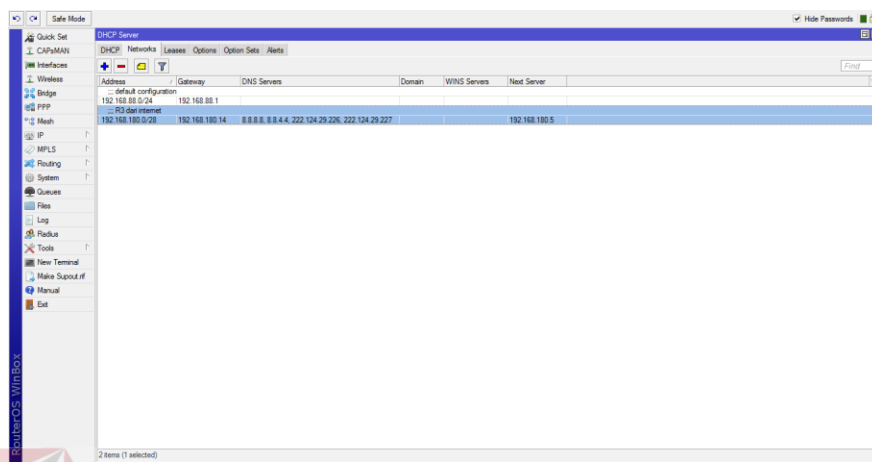 Safe Mode
Hide Passwords
Quick Set
CAPsMAN
Interfaces
Wireless
Bridge
PPP
Mesh
IP
MPLS
Routing
System
Queues
Files
Log
Radius
Tools
New Terminal
Make Supout.rif
Manual
Exit
RouterOS WinBox
DHCP Server
DHCP Networks Leases Options Option Sets Alerts
Find
Address / Gateway DNS Servers Domain WINS Servers Next Server
::: default configuration
192.168.88.0/24 192.168.88.1
::: R3 dari internet
192.168.180.0/28 192.168.180.14 8.8.8.8, 8.8.4.4, 222.124.29.226, 222.124.29.227 192.168.180.5
2 items (1 selected)